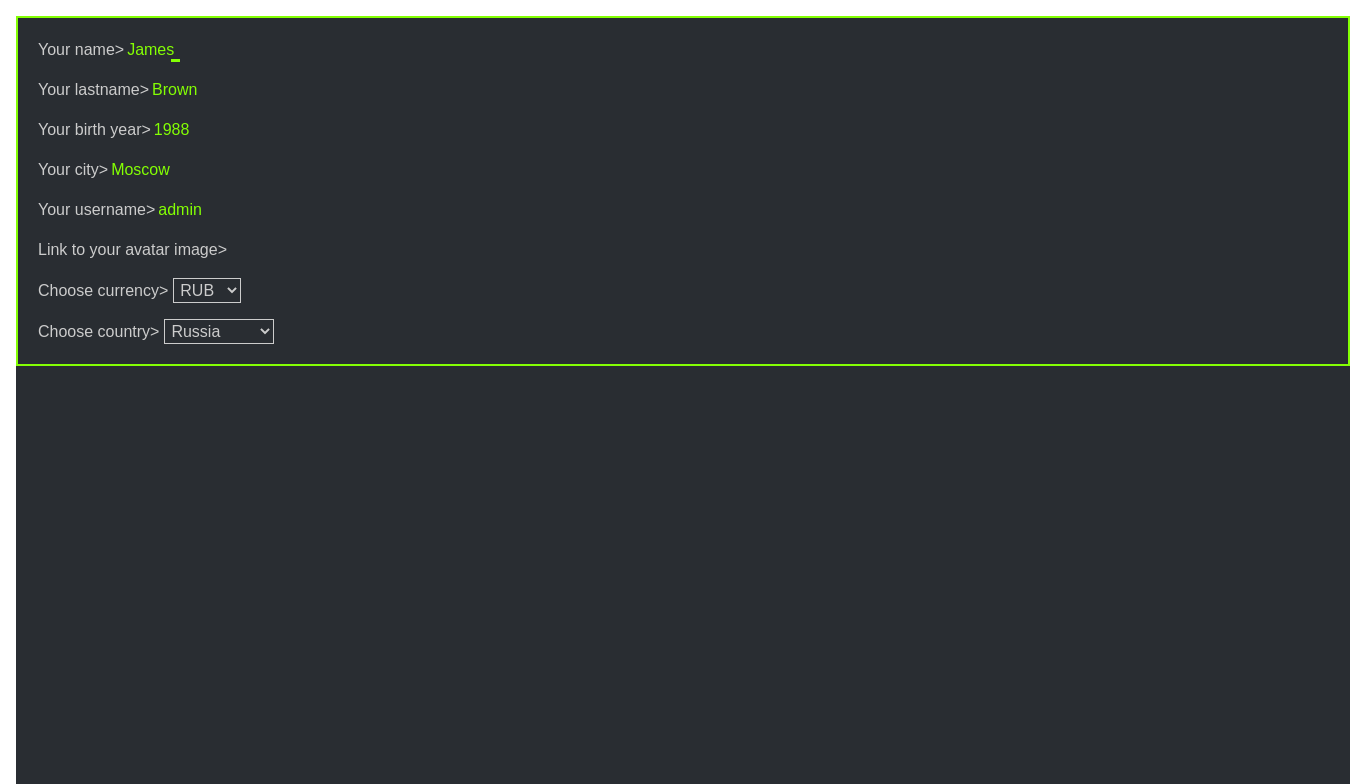 Your name> James
Your lastname> Brown
Your birth year> 1988
Your city> Moscow
Your username> admin
Link to your avatar image>
Choose currency> RUB
Choose country> Russia